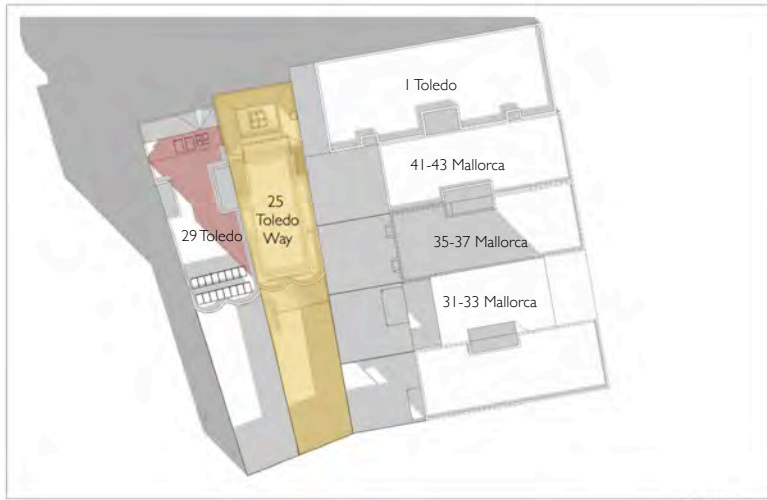 1 Toledo
41-43 Mallorca
25
Toledo
Way
29 Toledo
35-37 Mallorca
31-33 Mallorca